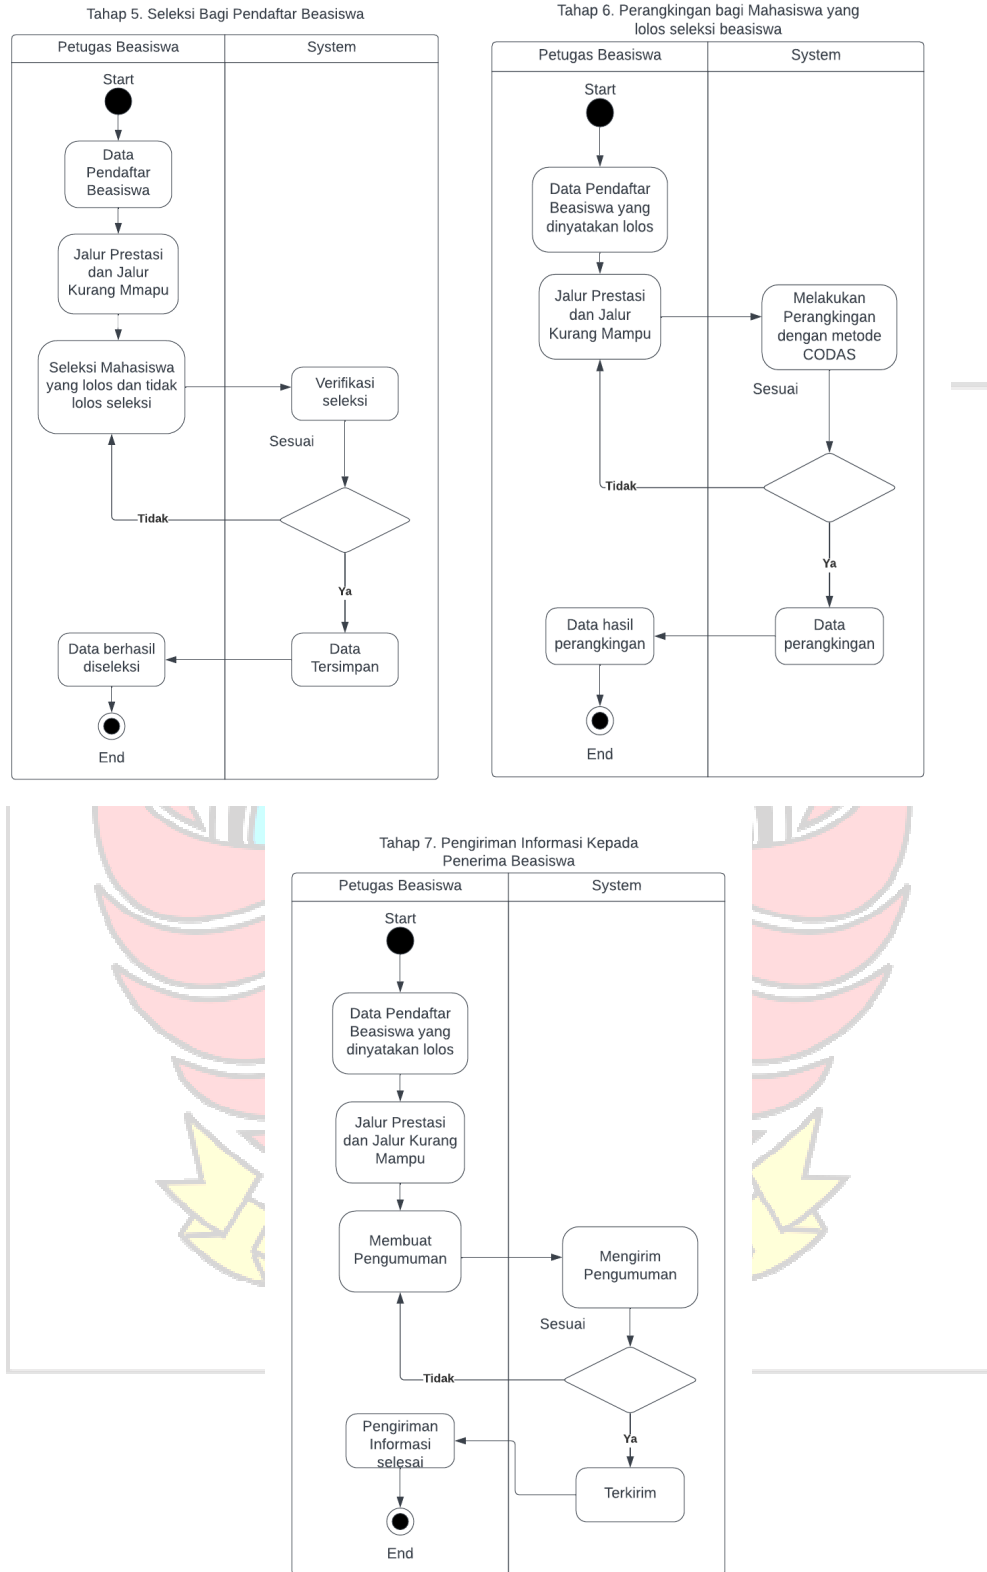 Tahap 5. Seleksi Bagi Pendaftar Beasiswa
Petugas Beasiswa
System
Start
Data
Pendaftar
Beasiswa
Jalur Prestasi
dan Jalur
Kurang Mmapu
Seleksi Mahasiswa
yang lolos dan tidak
lolos seleksi
Verifikasi
seleksi
Sesuai
Tidak
Ya
Data
Tersimpan
Data berhasil
diseleksi
End
Tahap 6. Perangkingan bagi Mahasiswa yang
lolos seleksi beasiswa
Petugas Beasiswa
System
Start
Data Pendaftar
Beasiswa yang
dinyatakan lolos
Jalur Prestasi
dan Jalur
Kurang Mampu
Melakukan
Perangkingan
dengan metode
CODAS
Sesuai
Tidak
Ya
Data
perangkingan
Data hasil
perangkingan
End
Tahap 7. Pengiriman Informasi Kepada
Penerima Beasiswa
Petugas Beasiswa
System
Start
Data Pendaftar
Beasiswa yang
dinyatakan lolos
Jalur Prestasi
dan Jalur Kurang
Mampu
Membuat
Pengumuman
Mengirim
Pengumuman
Sesuai
Tidak
Ya
Terkirim
Pengiriman
Informasi
selesai
End